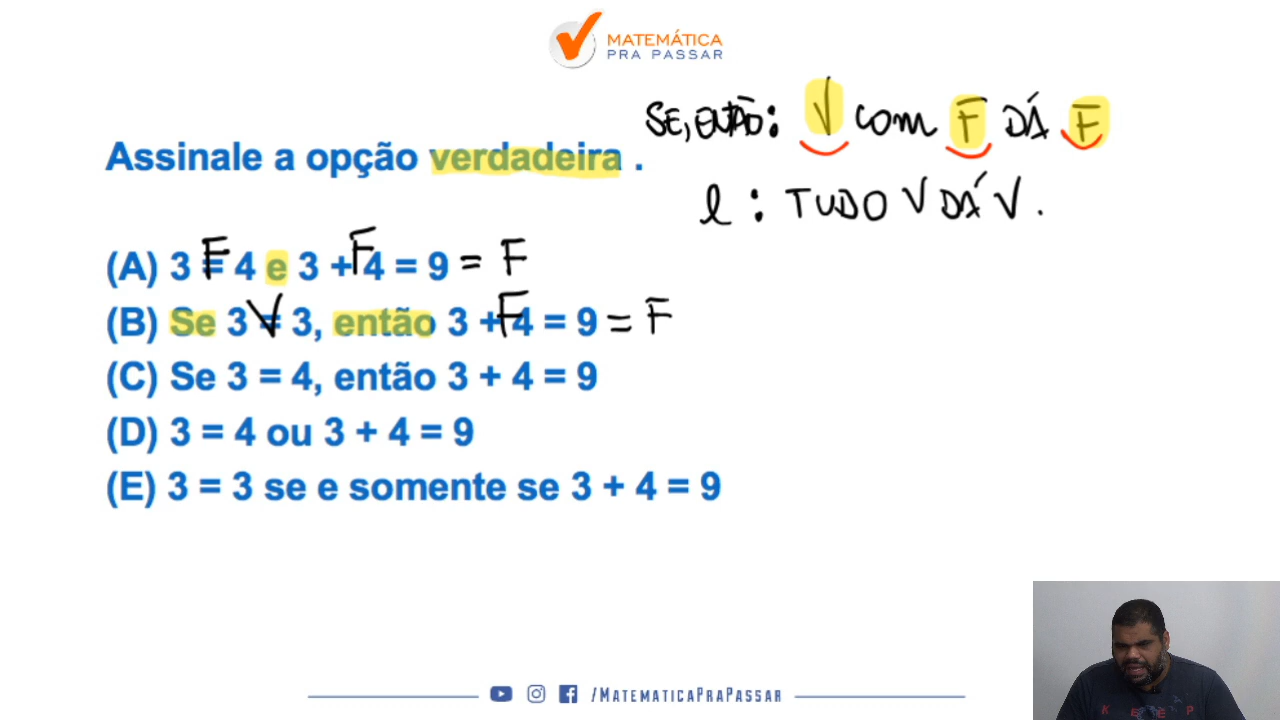 MATEMÁTICA
PRA PASSAR
SE, ENTÃO: V com F DÁ F
Assinale a opção verdadeira .
e : TUDO V DÁ V.
(A) 3 = 4 e 3 + 4 = 9 = F
F F
(B) Se 3 = 3, então 3 + 4 = 9 = F
V F
(C) Se 3 = 4, então 3 + 4 = 9
(D) 3 = 4 ou 3 + 4 = 9
(E) 3 = 3 se e somente se 3 + 4 = 9
/MATEMATICAPRAPASSAR
KEEP